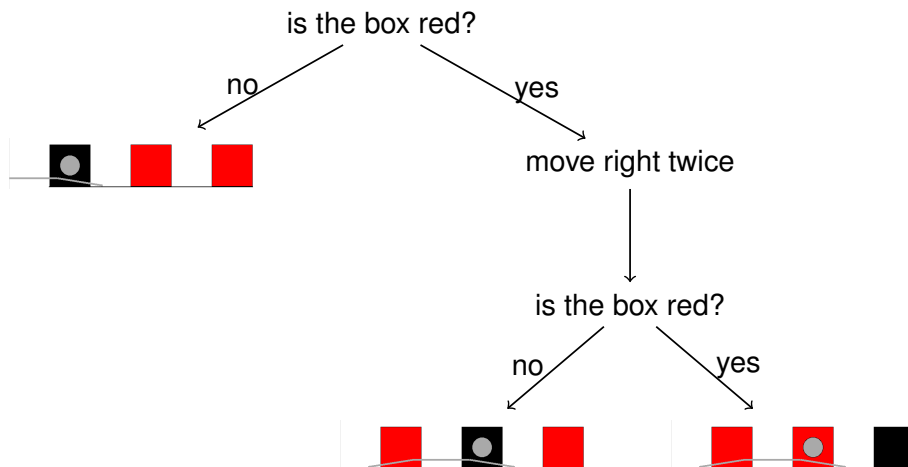 is the box red?
no
yes
move right twice
is the box red?
no
yes